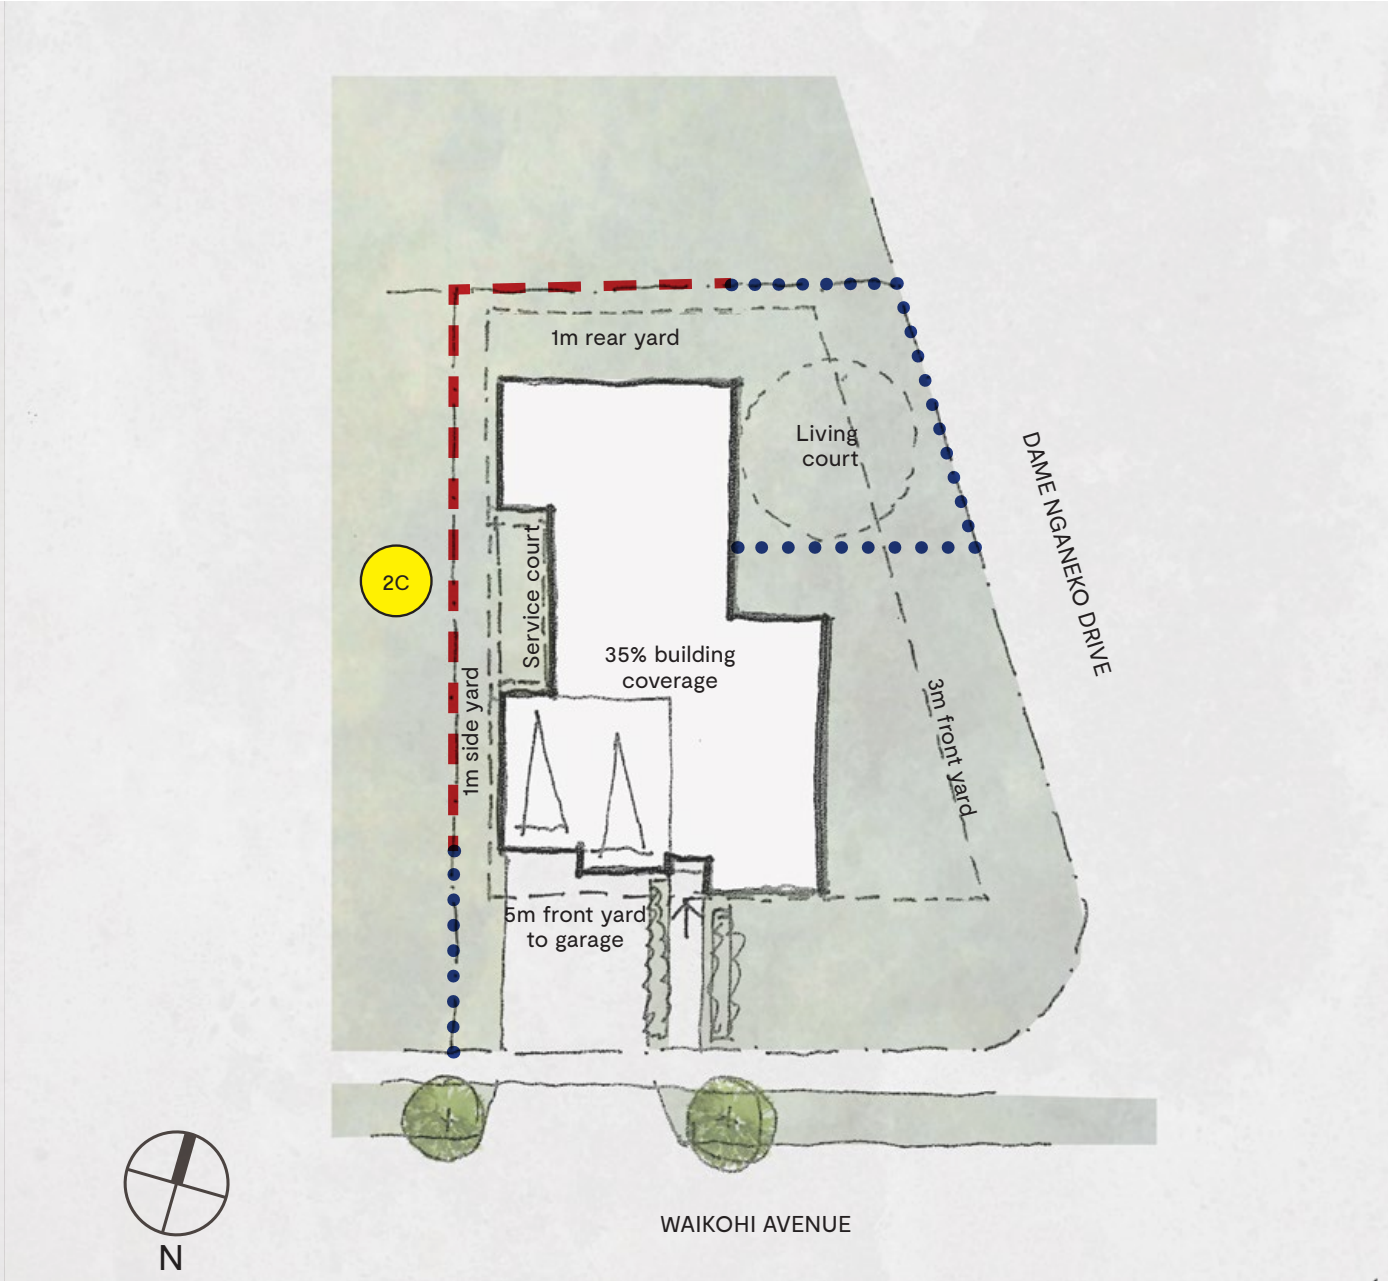 1m rear yard
Living
court
DAME NGANEKO DRIVE
2C
Service court
35% building
coverage
1m side yard
3m front yard
5m front yard
to garage
WAIKOHI AVENUE
N